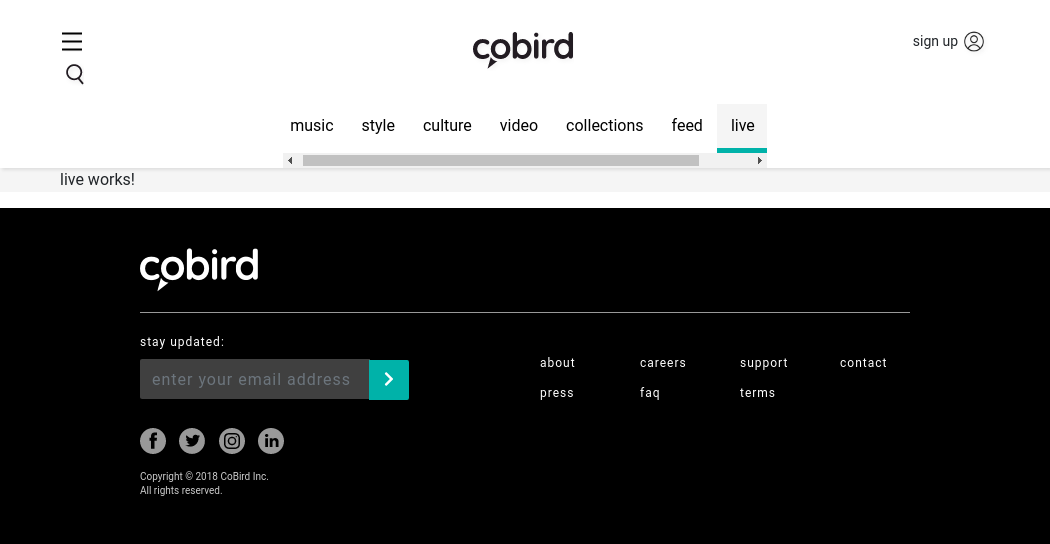 cobird
sign up
music style culture video collections feed live
live works!
cobird
stay updated:
enter your email address
about careers support contact
press faq terms
Copyright © 2018 CoBird Inc.
All rights reserved.